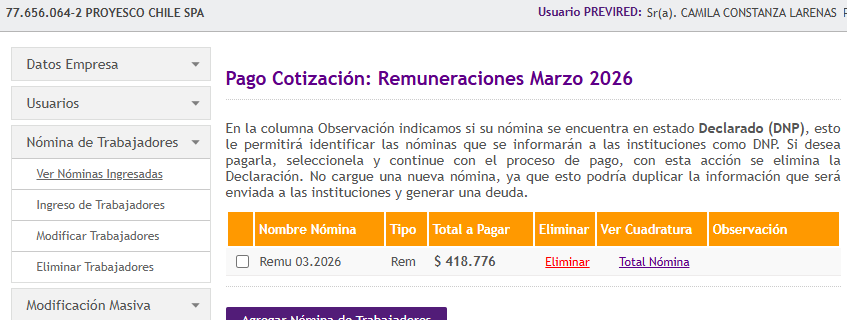 77.656.064-2 PROYESCO CHILE SPA
Usuario PREVIRED: Sr(a). CAMILA CONSTANZA LARENAS
Datos Empresa
Usuarios
Nómina de Trabajadores
Ver Nóminas Ingresadas
Ingreso de Trabajadores
Modificar Trabajadores
Eliminar Trabajadores
Modificación Masiva
Pago Cotización: Remuneraciones Marzo 2026
En la columna Observación indicamos si su nómina se encuentra en estado Declarado (DNP), esto
le permitirá identificar las nóminas que se informarán a las instituciones como DNP. Si desea
pagarla, seleccionela y continue con el proceso de pago, con esta acción se elimina la
Declaración. No cargue una nueva nómina, ya que esto podría duplicar la información que será
enviada a las instituciones y generar una deuda.
Nombre Nómina Tipo Total a Pagar Eliminar Ver Cuadratura Observación
Remu 03.2026 Rem $ 418.776 Eliminar Total Nómina
Agregar Nómina de Trabajadores